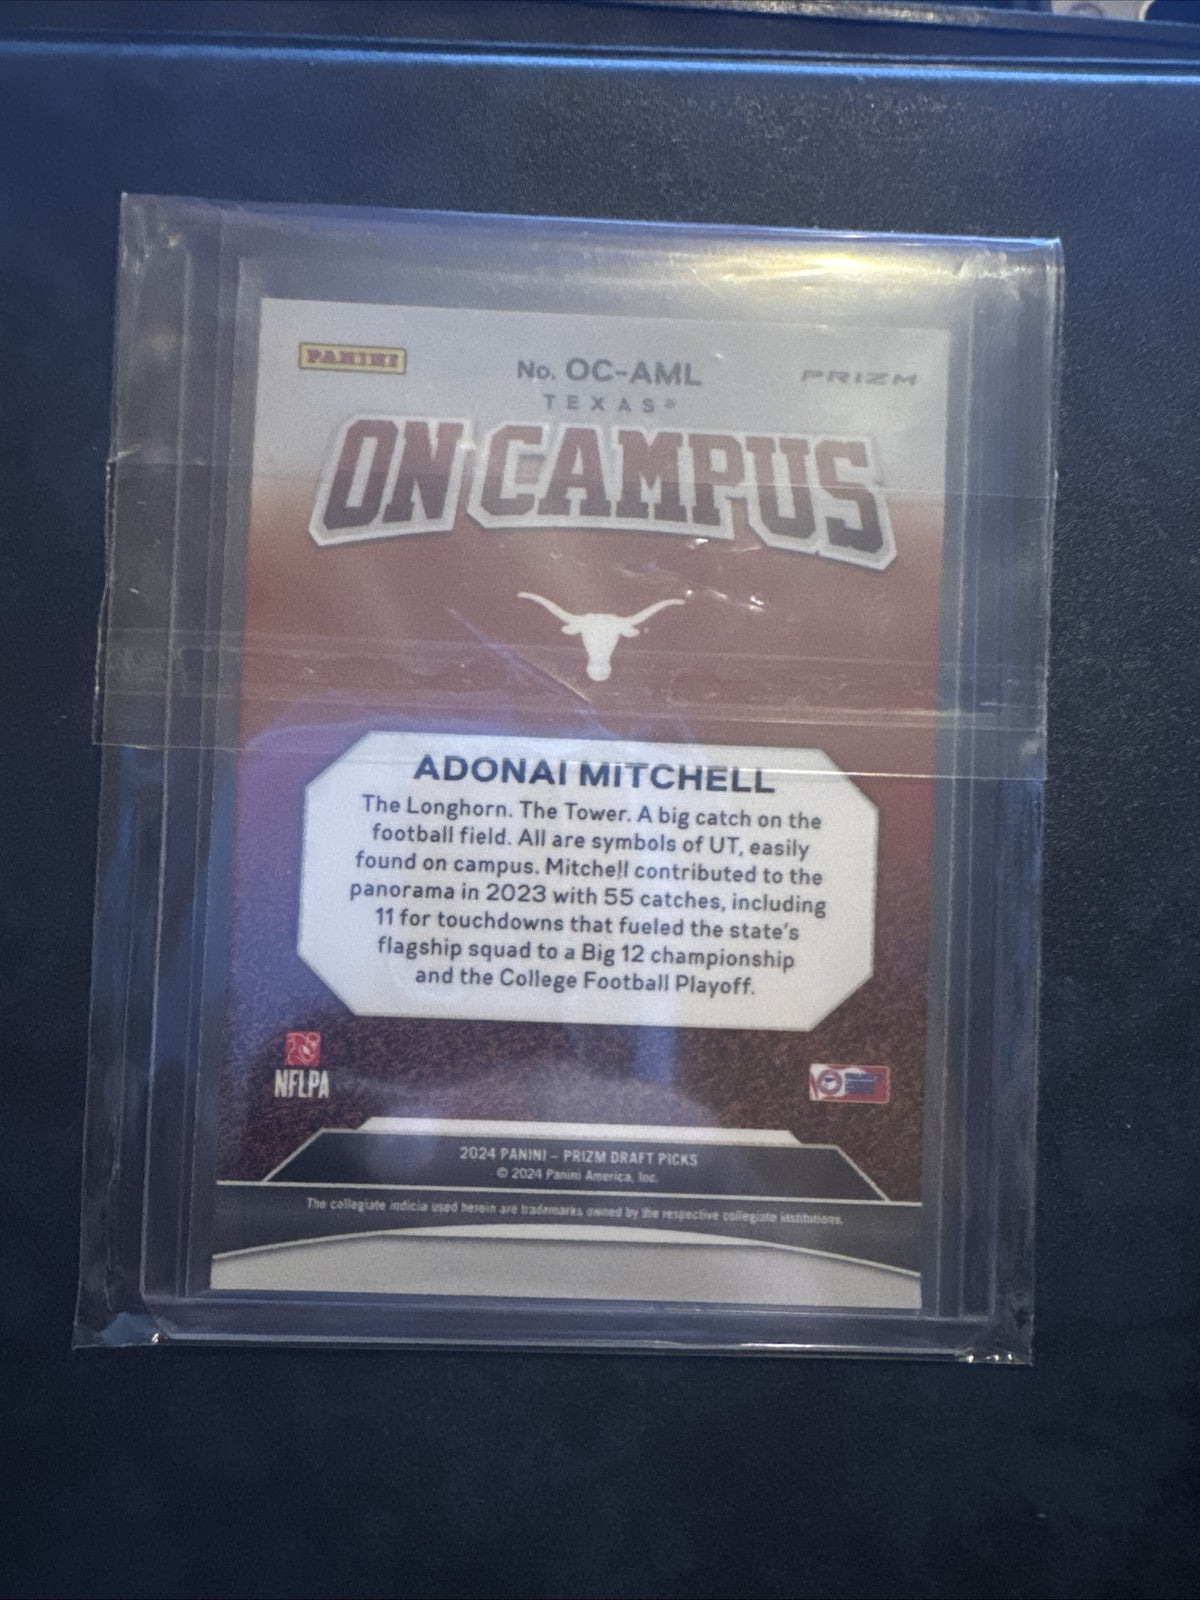 PANINI
No. OC-AML
PRIZM
TEXAS®
ON CAMPUS
ADONAI MITCHELL
The Longhorn. The Tower. A big catch on the
football field. All are symbols of UT, easily
found on campus. Mitchell contributed to the
panorama in 2023 with 55 catches, including
11 for touchdowns that fueled the state's
flagship squad to a Big 12 championship
and the College Football Playoff.
NFLPA
2024 PANINI – PRIZM DRAFT PICKS
© 2024 Panini America, Inc.
The collegiate indicia used herein are trademarks owned by the respective collegiate institutions.